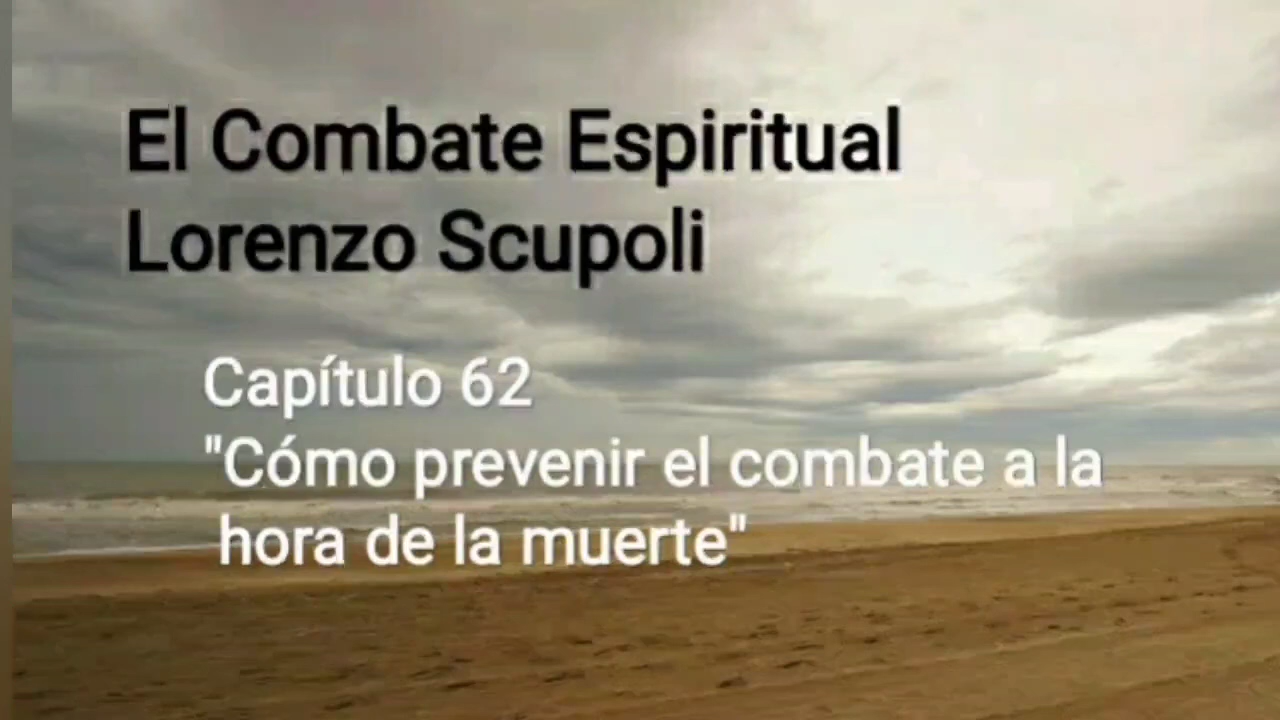 El Combate Espiritual
Lorenzo Scupoli
Capítulo 62
"Cómo prevenir el combate a la
hora de la muerte"